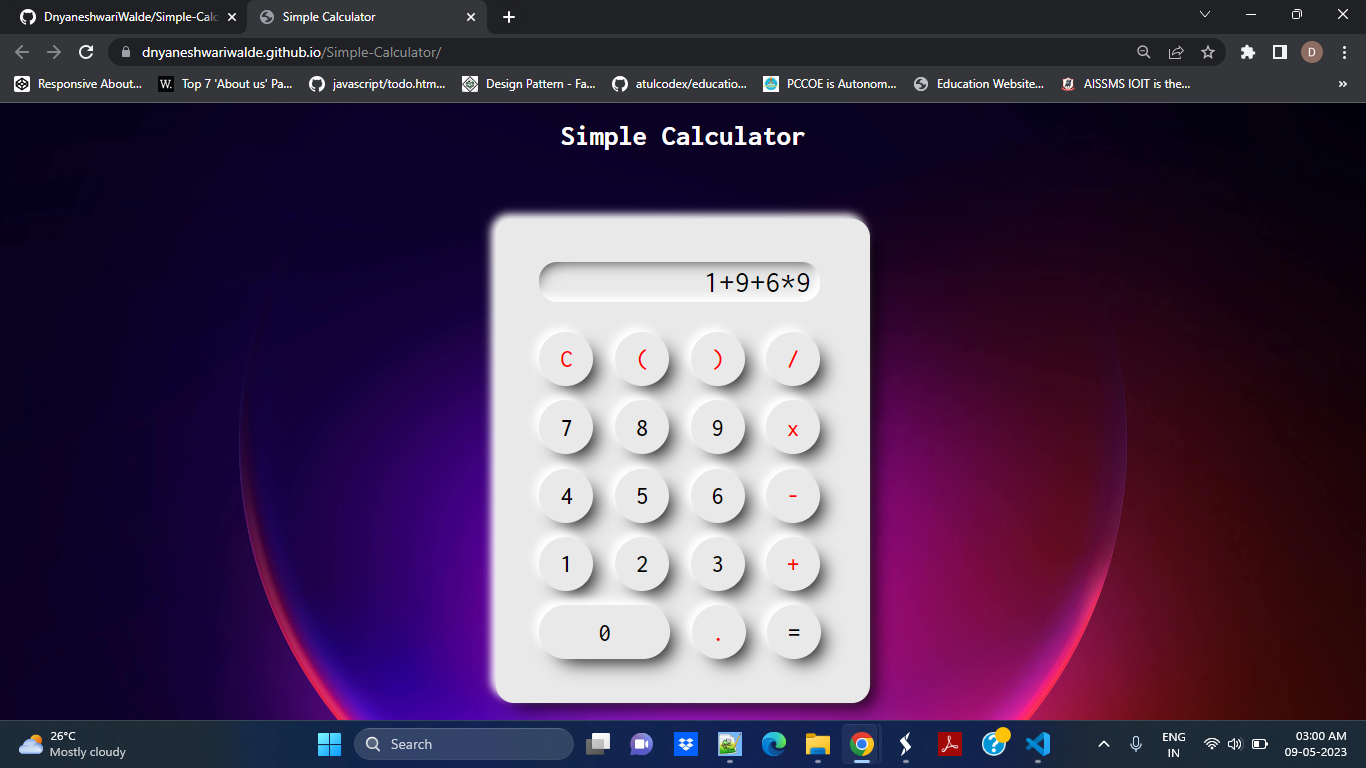 DnyaneshwariWalde/Simple-Calc
Simple Calculator
dnyaneshwariwalde.github.io/Simple-Calculator/
D
Responsive About...
W. Top 7 'About us' Pa...
javascript/todo.htm...
Design Pattern - Fa...
atulcodex/educatio...
PCCOE is Autonom...
Education Website...
AISSMS IOIT is the...
»
Simple Calculator
1+9+6*9
C ( ) /
7 8 9 x
4 5 6 -
1 2 3 +
0 . =
26°C
Mostly cloudy
Search
ENG
IN
03:00 AM
09-05-2023